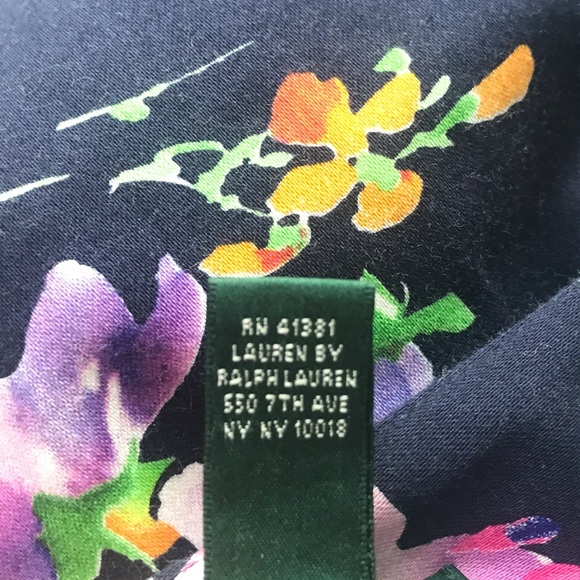 RN 41381
LAUREN BY
RALPH LAUREN
550 7TH AVE
NY NY 10018